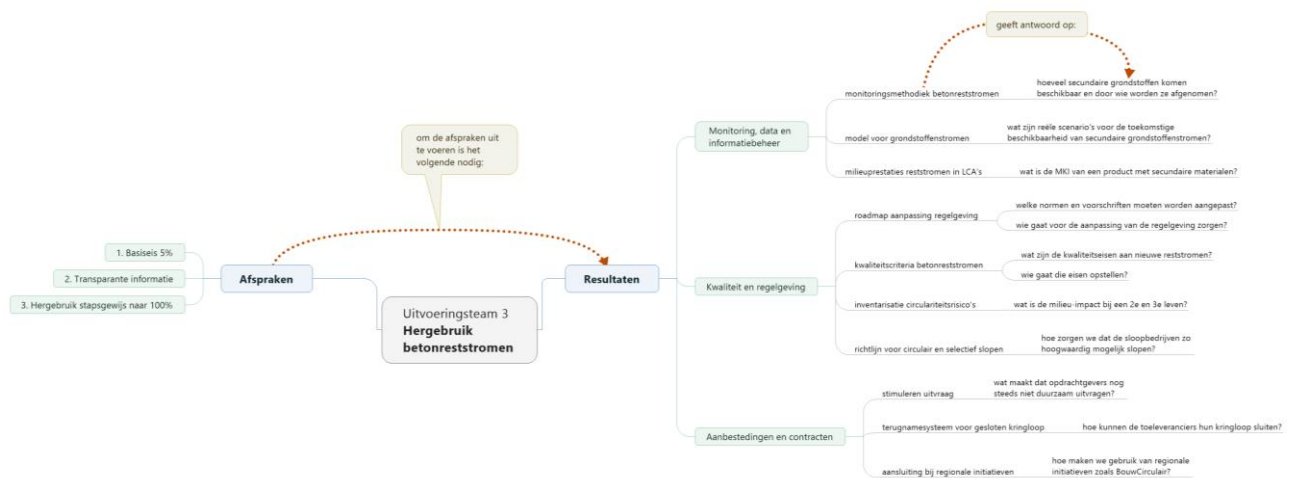 geeft antwoord op:
om de afspraken uit
te voeren is het
volgende nodig:
1. Basiseis 5%
2. Transparante informatie
3. Hergebruik stapsgewijs naar 100%
Afspraken
Uitvoeringsteam 3
Hergebruik
betonreststromen
Resultaten
Monitoring, data en
informatiebeheer
monitoringsmethodiek betonreststromen
hoeveel secundaire grondstoffen komen
beschikbaar en door wie worden ze afgenomen?
model voor grondstoffenstromen
wat zijn reële scenario's voor de toekomstige
beschikbaarheid van secundaire grondstoffenstromen?
milieuprestaties reststromen in LCA's
wat is de MKI van een product met secundaire materialen?
Kwaliteit en regelgeving
roadmap aanpassing regelgeving
welke normen en voorschriften moeten worden aangepast?
wie gaat voor de aanpassing van de regelgeving zorgen?
kwaliteitscriteria betonreststromen
wat zijn de kwaliteitseisen aan nieuwe reststromen?
wie gaat die eisen opstellen?
inventarisatie circulariteitsrisico's
wat is de milieu-impact bij een 2e en 3e leven?
richtlijn voor circulair en selectief slopen
hoe zorgen we dat de sloopbedrijven zo
hoogwaardig mogelijk slopen?
Aanbestedingen en contracten
stimuleren uitvraag
wat maakt dat opdrachtgevers nog
steeds niet duurzaam uitvragen?
terugnamesysteem voor gesloten kringloop
hoe kunnen de toeleveranciers hun kringloop sluiten?
aansluiting bij regionale initiatieven
hoe maken we gebruik van regionale
initiatieven zoals BouwCirculair?